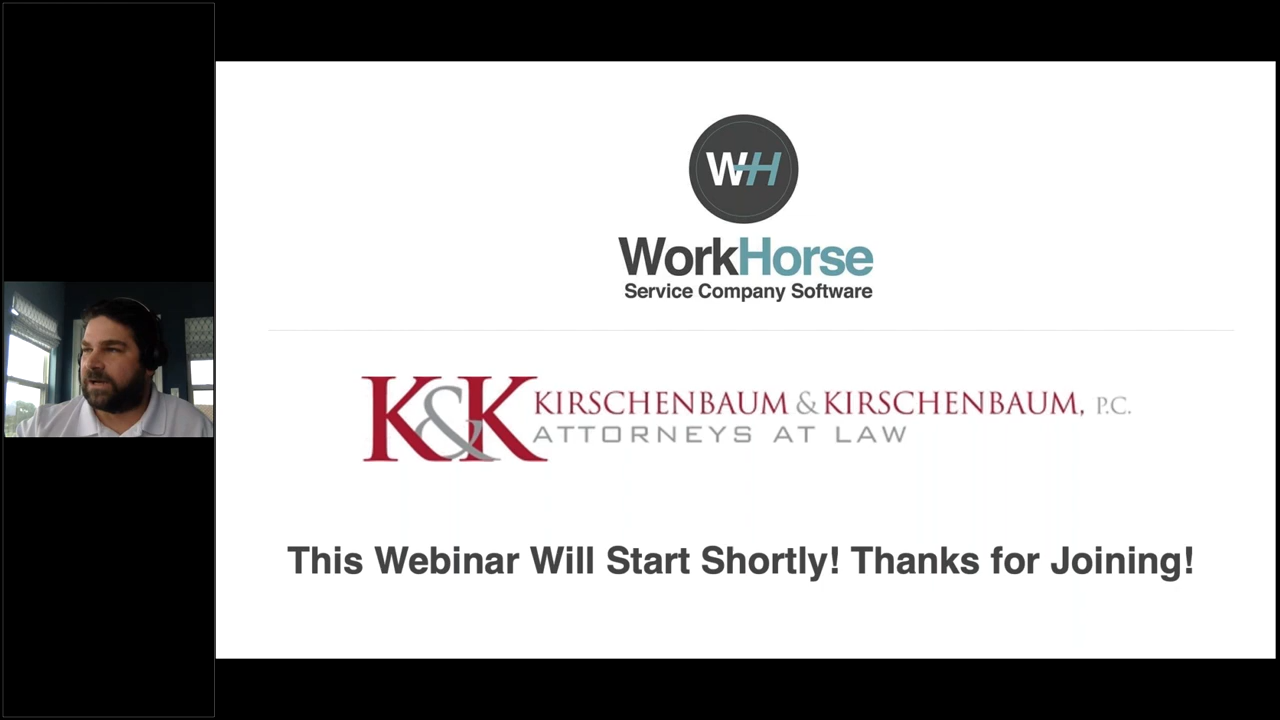 WH
WorkHorse
Service Company Software
K&K KIRSCHENBAUM & KIRSCHENBAUM, P.C.
ATTORNEYS AT LAW
This Webinar Will Start Shortly! Thanks for Joining!